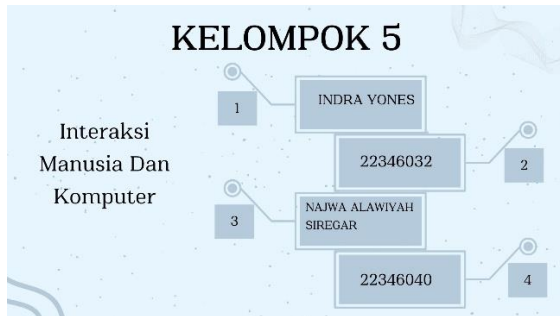 KELOMPOK 5
Interaksi
Manusia Dan
Komputer
1
INDRA YONES
22346032
2
3
NAJWA ALAWIYAH
SIREGAR
22346040
4